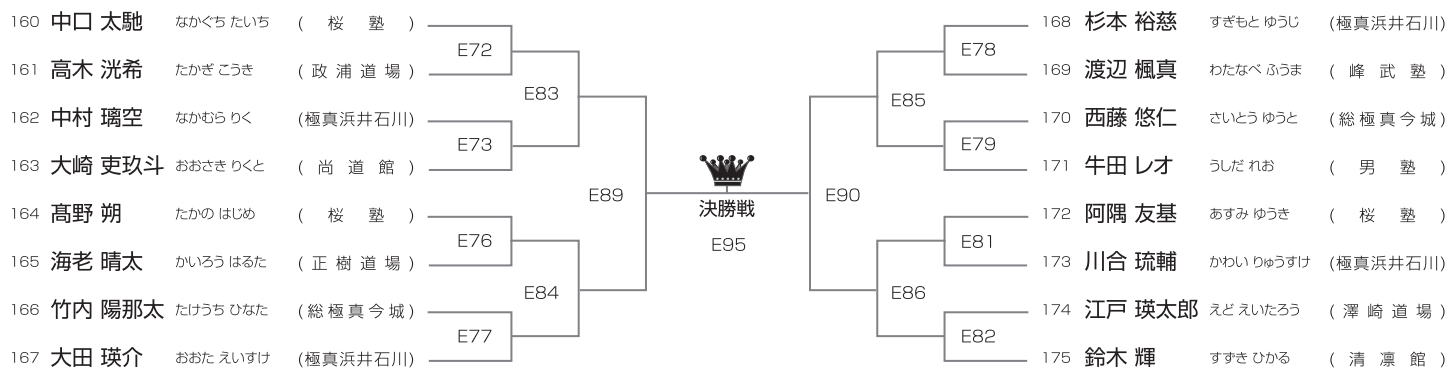 160 中口 太馳 なかぐち たいち (桜塾)
161 高木 洸希 たかぎ こうき (政浦道場)
162 中村 璃空 なかむら りく (極真浜井石川)
163 大崎 吏玖斗 おおさき りくと (尚道館)
164 髙野 朔 たかの はじめ (桜塾)
165 海老 晴太 かいろう はるた (正樹道場)
166 竹内 陽那太 たけうち ひなた (総極真今城)
167 大田 瑛介 おおた えいすけ (極真浜井石川)
E72
E73
E76
E77
E83
E84
E89
決勝戦
E95
E90
E85
E86
E78
E79
E81
E82
168 杉本 裕慈 すぎもと ゆうじ (極真浜井石川)
169 渡辺 楓真 わたなべ ふうま (峰武塾)
170 西藤 悠仁 さいとう ゆうと (総極真今城)
171 牛田 レオ うしだ れお (男塾)
172 阿隅 友基 あすみ ゆうき (桜塾)
173 川合 琉輔 かわい りゅうすけ (極真浜井石川)
174 江戸 瑛太郎 えど えいたろう (澤崎道場)
175 鈴木 輝 すずき ひかる (清凛館)